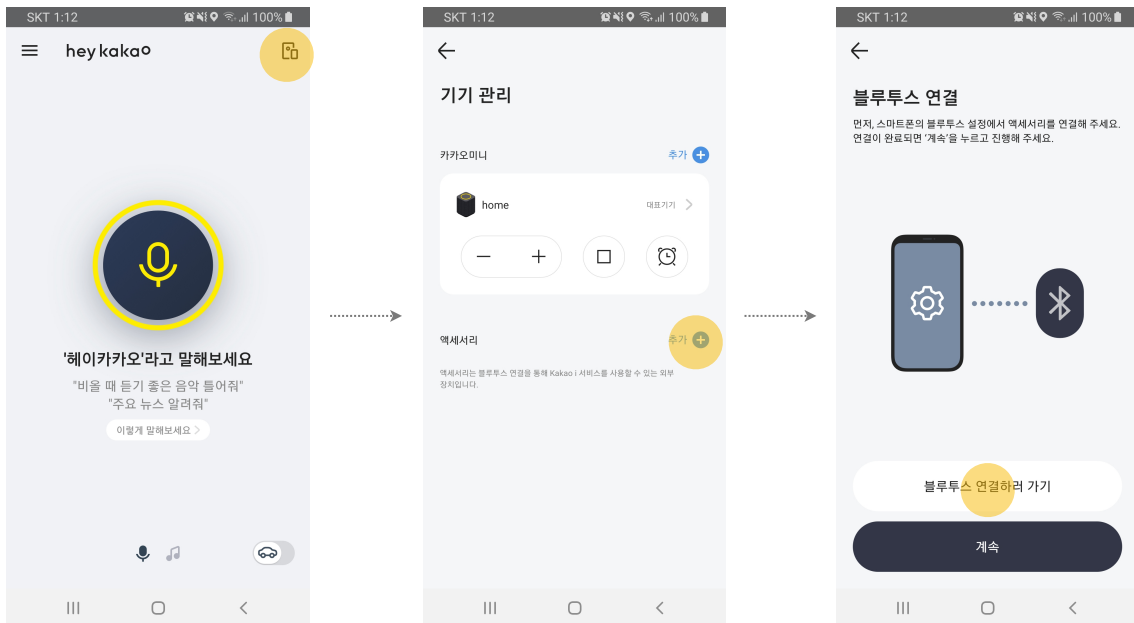 SKT 1:12
100%
hey kakao
'헤이카카오'라고 말해보세요
"비올 때 듣기 좋은 음악 틀어줘"
"주요 뉴스 알려줘"
이렇게 말해보세요
SKT 1:12
100%
기기 관리
카카오미니
추가
home
대표기기
액세서리
추가
액세서리는 블루투스 연결을 통해 Kakao i 서비스를 사용할 수 있는 외부
장치입니다.
SKT 1:12
100%
블루투스 연결
먼저, 스마트폰의 블루투스 설정에서 액세서리를 연결해 주세요.
연결이 완료되면 '계속'을 누르고 진행해 주세요.
블루투스 연결하러 가기
계속